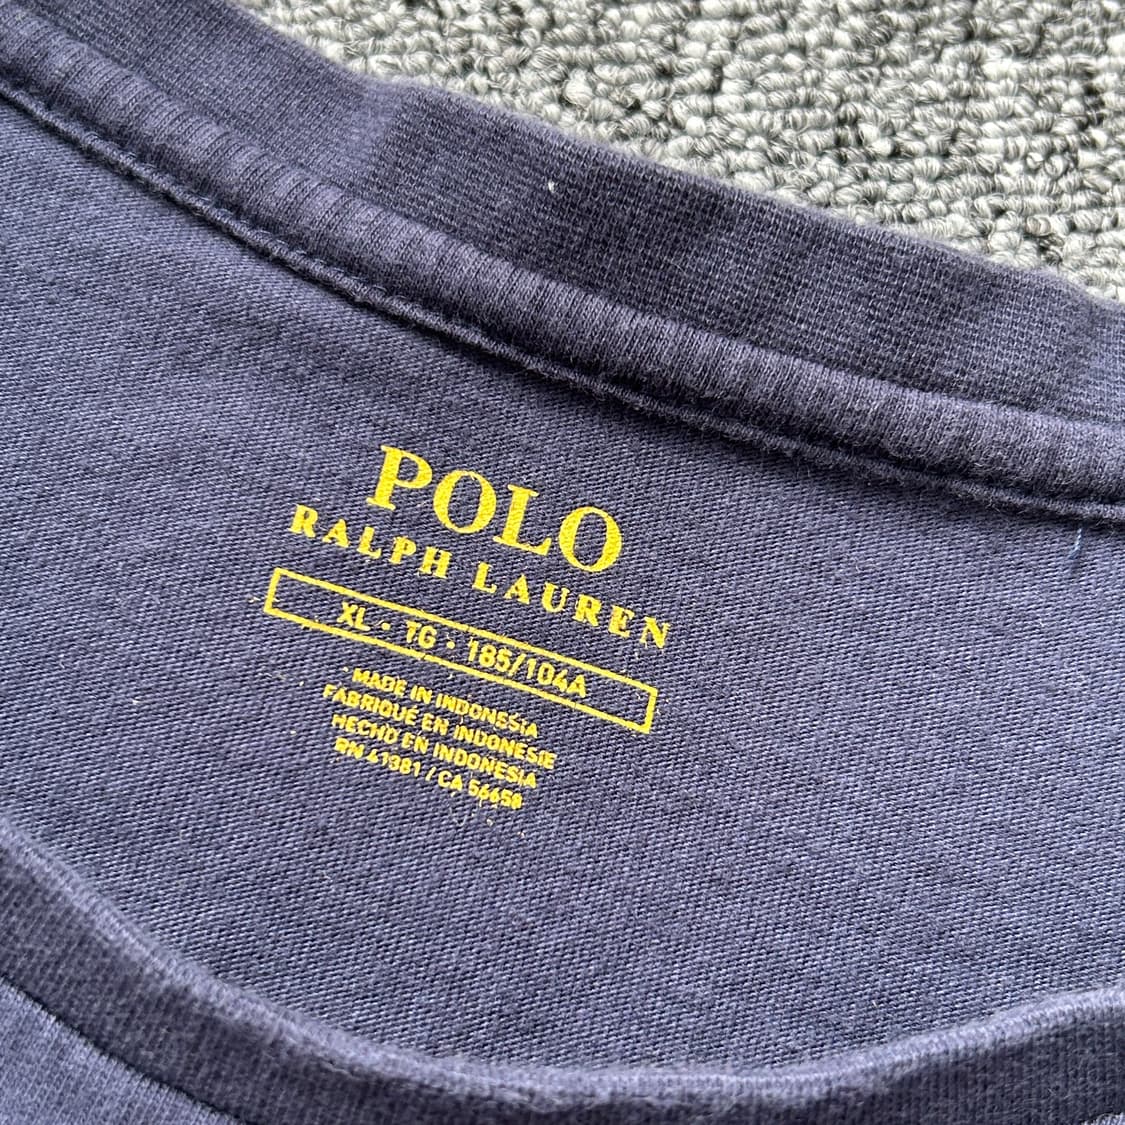 POLO
RALPH LAUREN
XL • TG • 185/104A
MADE IN INDONESIA
FABRIQUÉ EN INDONESIE
HECHO EN INDONESIA
RN 41381 / CA 56658